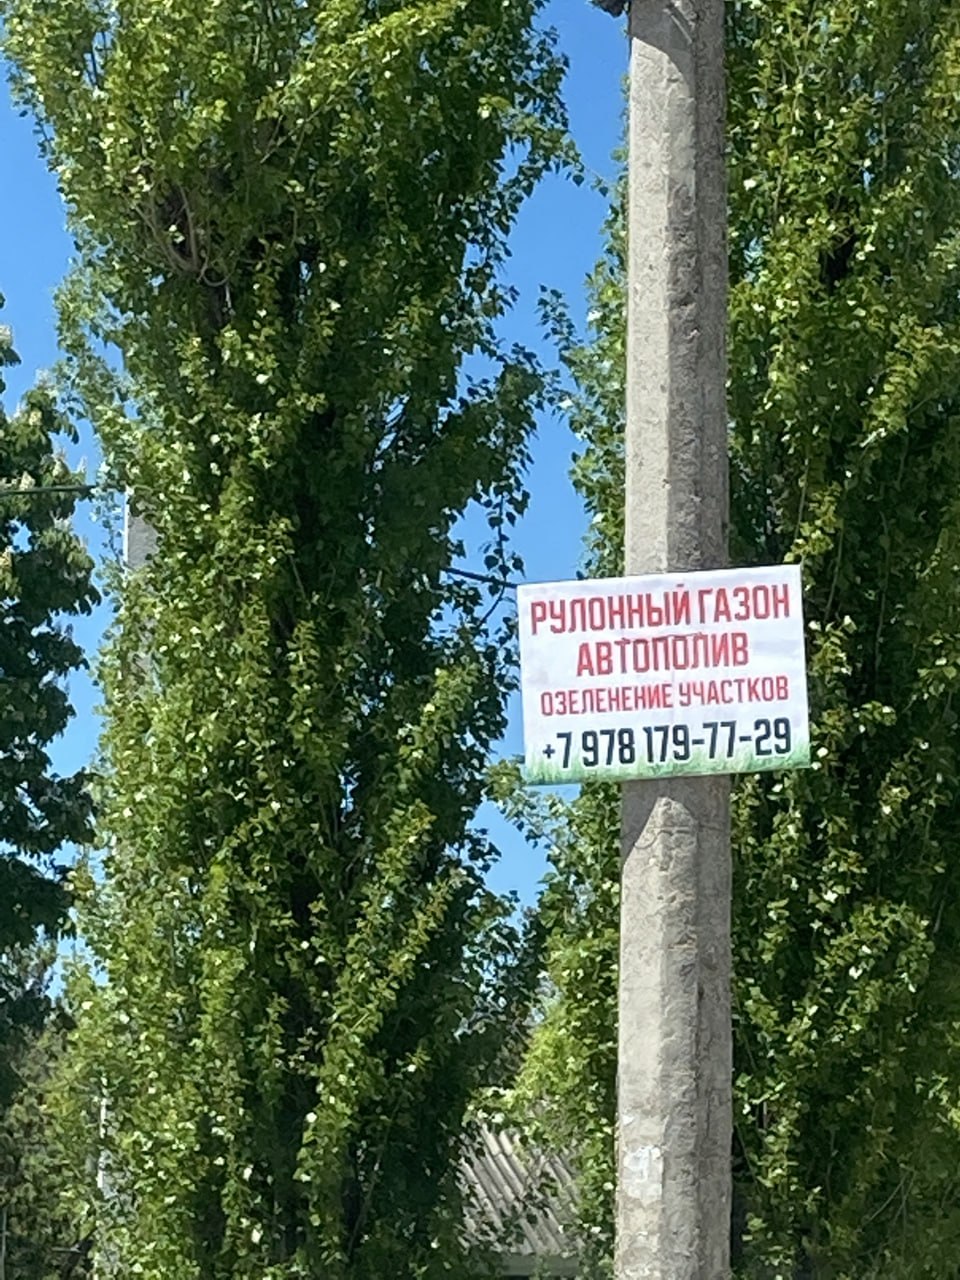 РУЛОННЫЙ ГАЗОН
АВТОПОЛИВ
ОЗЕЛЕНЕНИЕ УЧАСТКОВ
+7 978 179-77-29